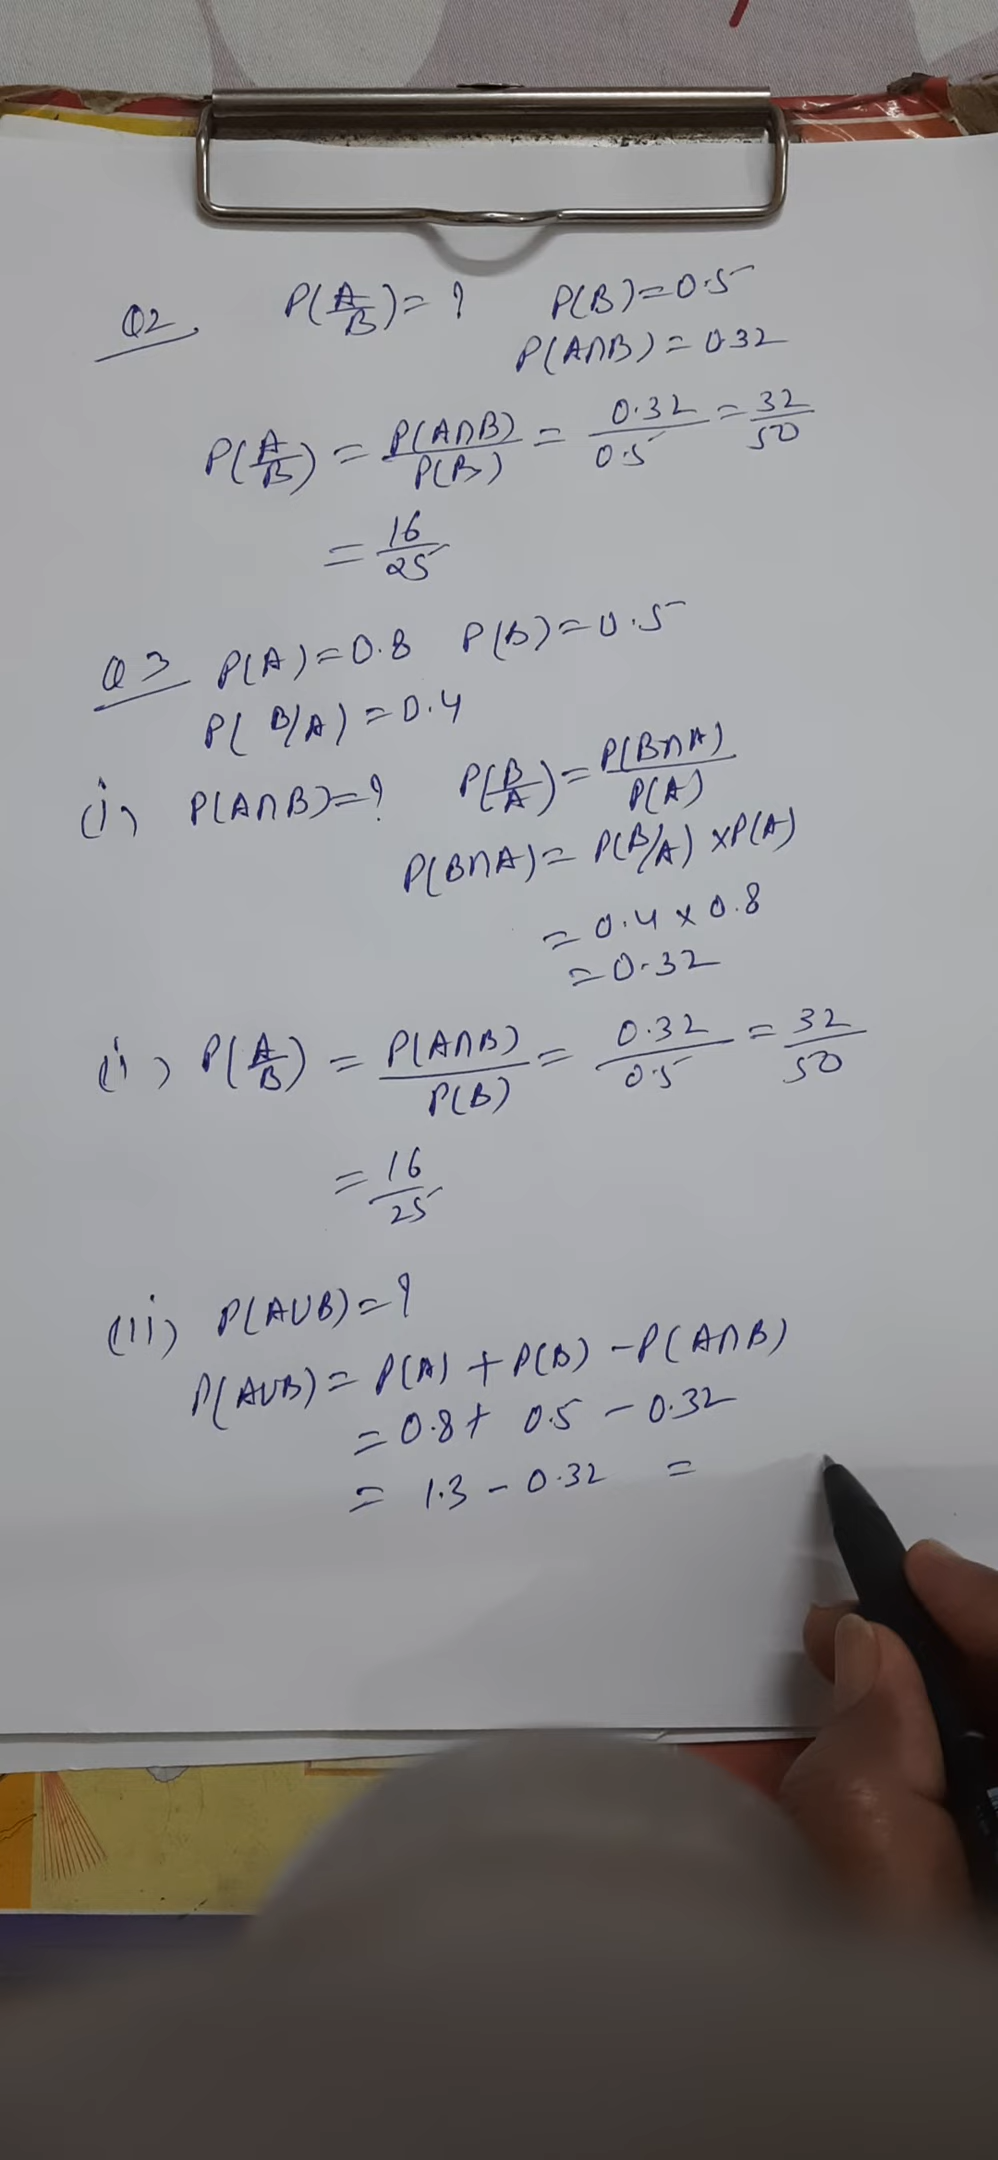 Q2. P(A/B) = ? P(B) = 0.5
P(A∩B) = 0.32
P(A/B) = P(A∩B)/P(B) = 0.32/0.5 = 32/50
= 16/25
Q3 P(A) = 0.8 P(B) = 0.5
P(B/A) = 0.4
(i) P(A∩B) = ? P(B/A) = P(B∩A)/P(A)
P(B∩A) = P(B/A) × P(A)
= 0.4 × 0.8
= 0.32
(i) P(A/B) = P(A∩B)/P(B) = 0.32/0.5 = 32/50
= 16/25
(iii) P(A∪B) = ?
P(A∪B) = P(A) + P(B) - P(A∩B)
= 0.8 + 0.5 - 0.32
= 1.3 - 0.32 =